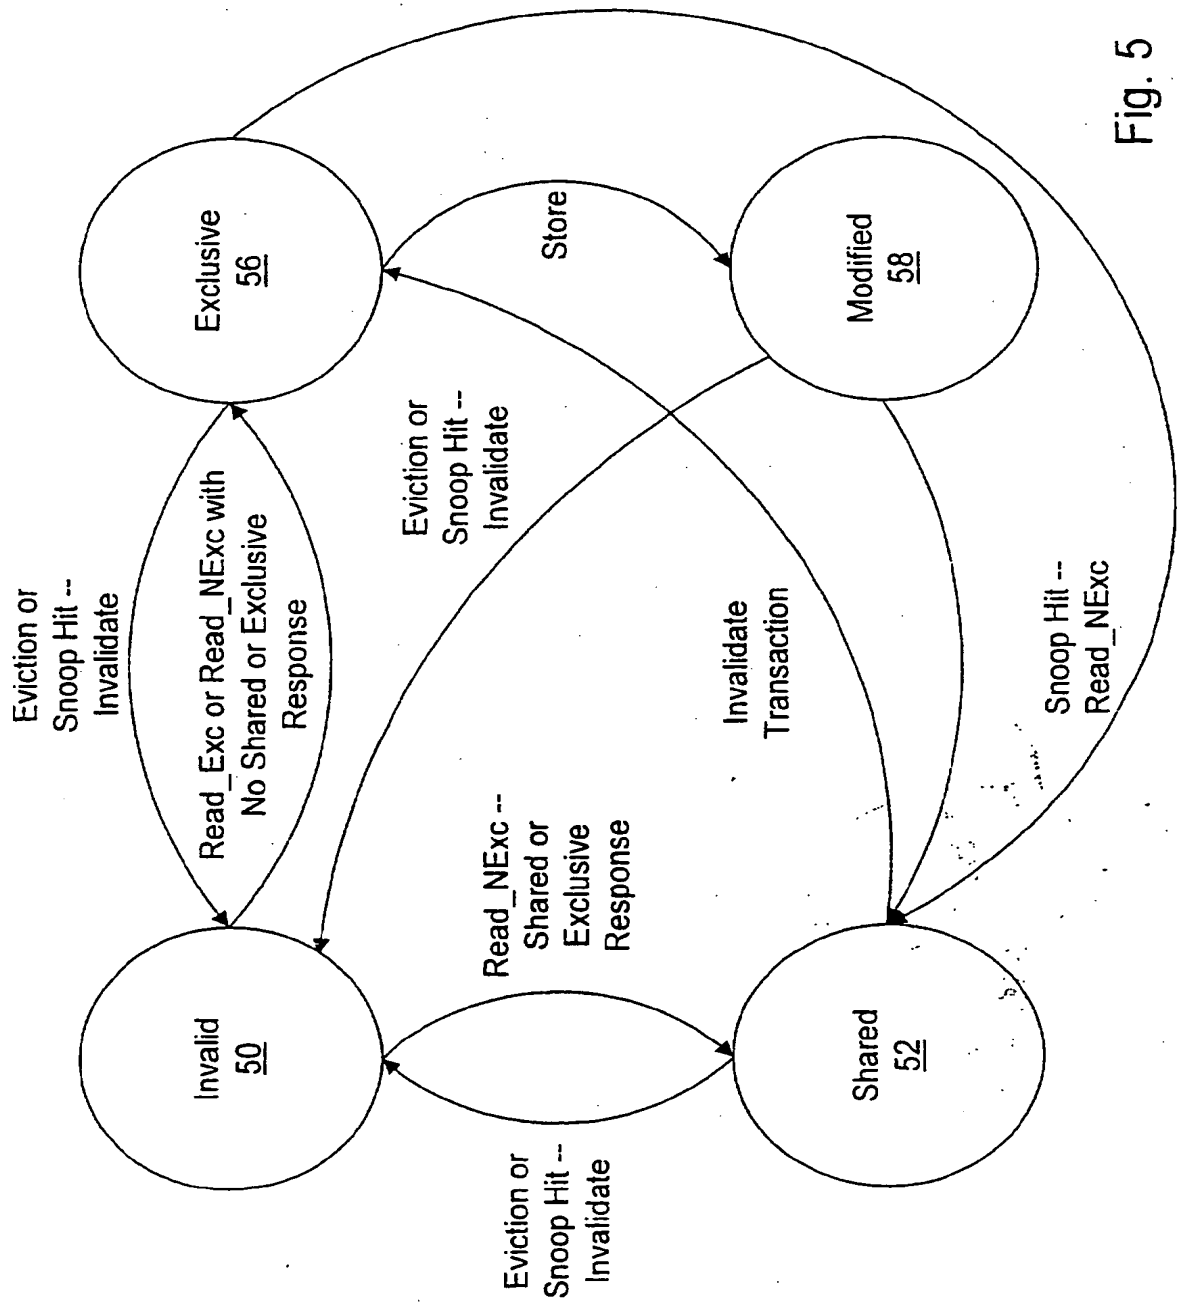 Eviction or
Snoop Hit --
Invalidate
Invalid
50
Read_Exc or Read_NExc with
No Shared or Exclusive
Response
Exclusive
56
Eviction or
Snoop Hit --
Invalidate
Eviction or
Snoop Hit --
Invalidate
Read_NExc --
Shared or
Exclusive
Response
Store
Invalidate
Transaction
Shared
52
Modified
58
Snoop Hit --
Read_NExc
Fig. 5